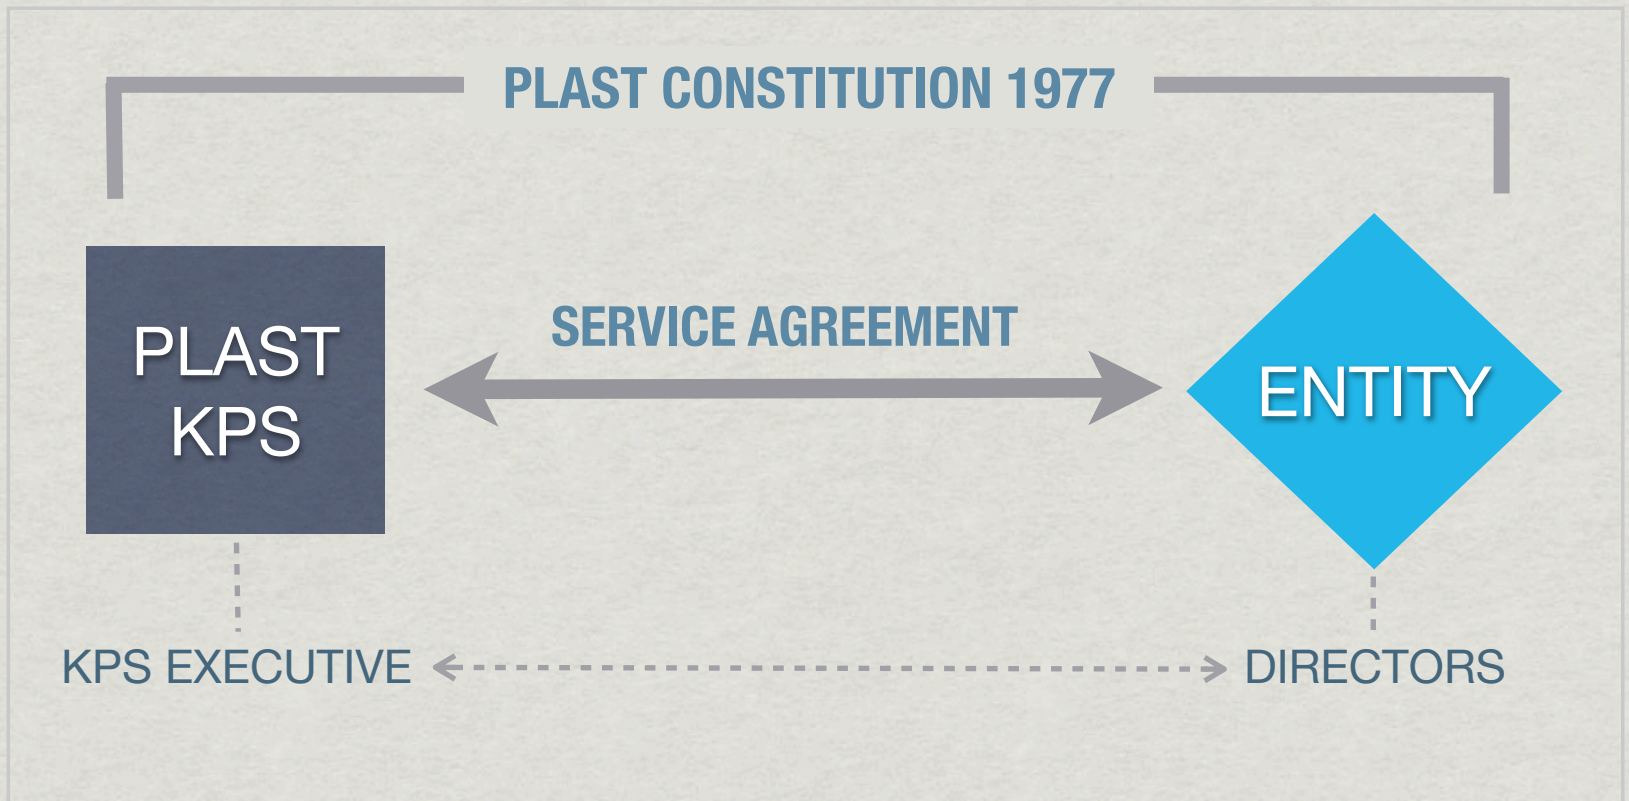 PLAST CONSTITUTION 1977
PLAST
KPS
SERVICE AGREEMENT
ENTITY
KPS EXECUTIVE
DIRECTORS